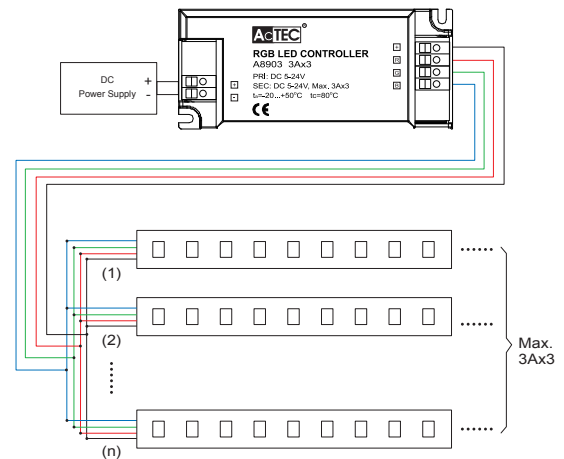 AcTEC
RGB LED CONTROLLER
A8903 3Ax3
PRI: DC 5-24V
SEC: DC 5-24V, Max, 3Ax3
ta=-20...+50°C tc=80°C
CE
+
-
+
R
G
B
DC
Power Supply
+
-
(1)
......
(2)
......
......
(n)
......
Max.
3Ax3